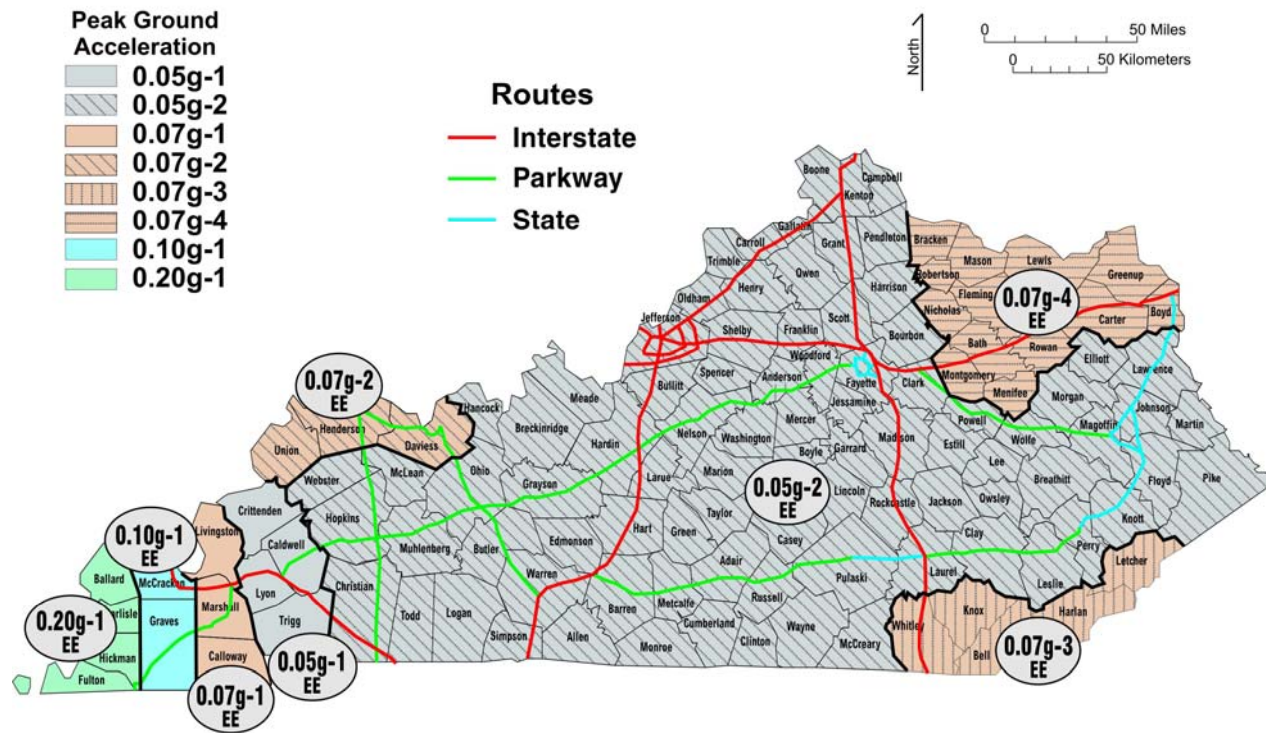 Peak Ground
Acceleration
0.05g-1
0.05g-2
0.07g-1
0.07g-2
0.07g-3
0.07g-4
0.10g-1
0.20g-1
Routes
Interstate
Parkway
State
North
0 50 Miles
0 50 Kilometers
Boone
Campbell
Kenton
Gallatin
Grant
Pendleton
Carroll
Trimble
Owen
Henry
Harrison
Oldham
Bracken
Mason
Lewis
Robertson
Greenup
Fleming
Nicholas
0.07g-4
EE
Carter
Boyd
Bath
Rowan
Montgomery
Menifee
Jefferson
Shelby
Franklin
Scott
Bourbon
Woodford
Spencer
Anderson
Fayette
Clark
Bullitt
Jessamine
Elliott
Lawrence
Morgan
Johnson
Martin
Magoffin
Powell
Wolfe
0.07g-2
EE
Hancock
Meade
Breckinridge
Hardin
Nelson
Washington
Mercer
Boyle
Garrard
Madison
Estill
Lee
Breathitt
Floyd
Pike
Union
Henderson
Daviess
Webster
McLean
Ohio
Grayson
Larue
Marion
0.05g-2
EE
Lincoln
Rockcastle
Jackson
Owsley
Knott
Crittenden
Livingston
Hopkins
Muhlenberg
Butler
Edmonson
Hart
Green
Taylor
Casey
Clay
Perry
Caldwell
0.10g-1
EE
Ballard
McCracken
Adair
Pulaski
Laurel
Leslie
Letcher
Christian
Warren
Lyon
Marshall
Graves
Todd
Logan
Barren
Metcalfe
Russell
Knox
Harlan
0.20g-1
EE
Trigg
Simpson
Allen
Monroe
Cumberland
Clinton
Wayne
McCreary
Whitley
Bell
0.07g-3
EE
Hickman
Fulton
Calloway
0.05g-1
EE
0.07g-1
EE